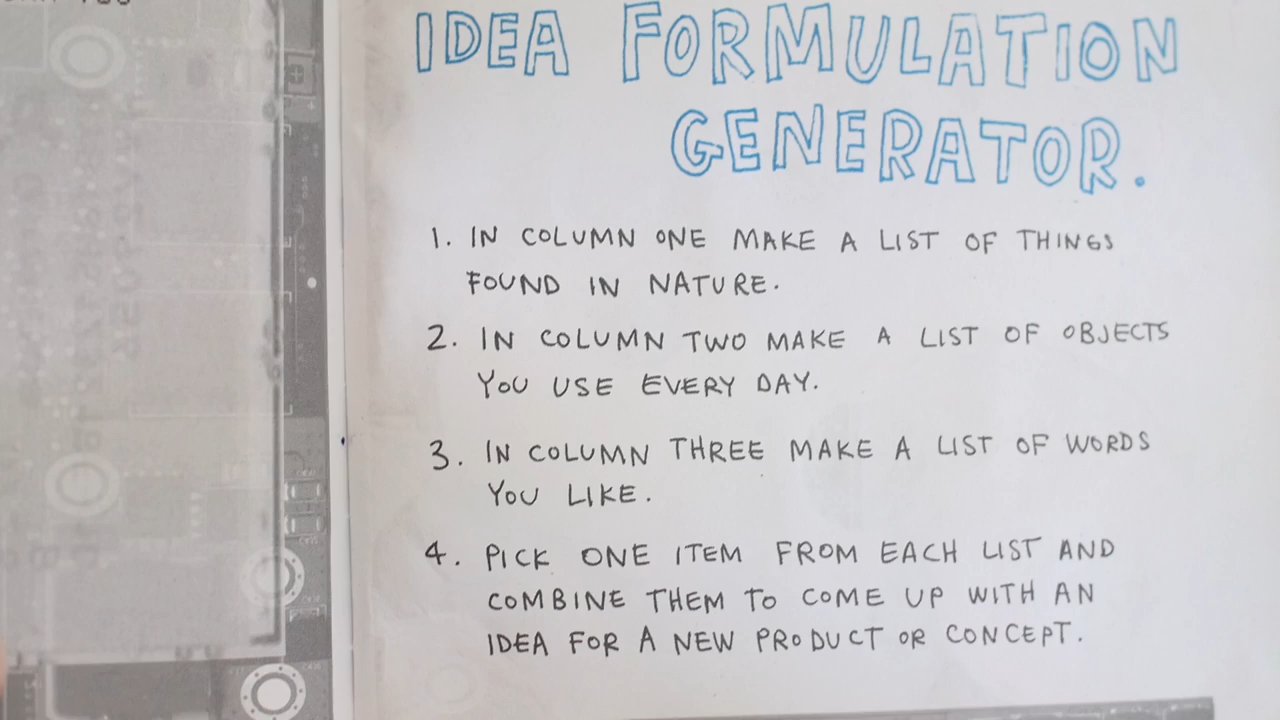 IDEA FORMULATION
GENERATOR.
1. IN COLUMN ONE MAKE A LIST OF THINGS
FOUND IN NATURE.
2. IN COLUMN TWO MAKE A LIST OF OBJECTS
YOU USE EVERY DAY.
3. IN COLUMN THREE MAKE A LIST OF WORDS
YOU LIKE.
4. PICK ONE ITEM FROM EACH LIST AND
COMBINE THEM TO COME UP WITH AN
IDEA FOR A NEW PRODUCT OR CONCEPT.